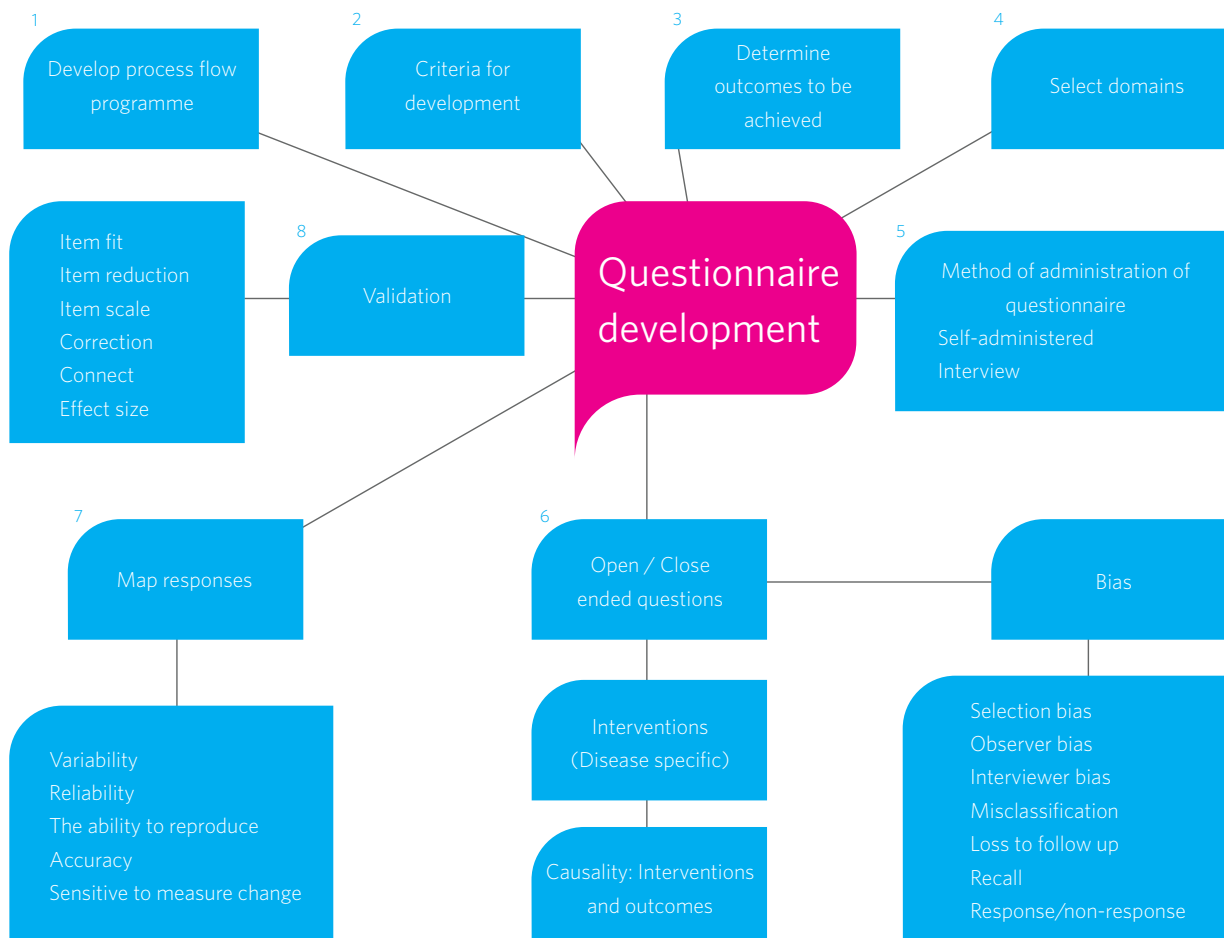 1
Develop process flow
programme
2
Criteria for
development
3
Determine
outcomes to be
achieved
4
Select domains
Questionnaire
development
5
Method of administration of
questionnaire
Self-administered
Interview
8
Validation
Item fit
Item reduction
Item scale
Correction
Connect
Effect size
7
Map responses
Variability
Reliability
The ability to reproduce
Accuracy
Sensitive to measure change
6
Open / Close
ended questions
Interventions
(Disease specific)
Causality: Interventions
and outcomes
Bias
Selection bias
Observer bias
Interviewer bias
Misclassification
Loss to follow up
Recall
Response/non-response